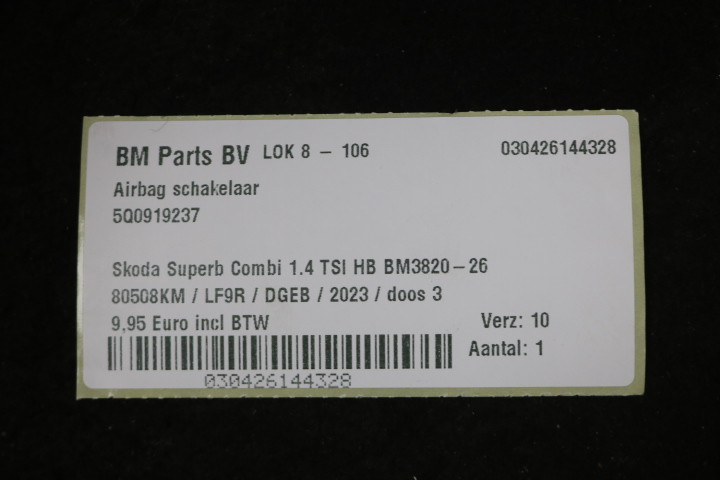 BM Parts BV LOK 8 - 106 030426144328
Airbag schakelaar
5Q0919237
Skoda Superb Combi 1.4 TSI HB BM3820-26
80508KM / LF9R / DGEB / 2023 / doos 3
9,95 Euro incl BTW Verz: 10
Aantal: 1
030426144328